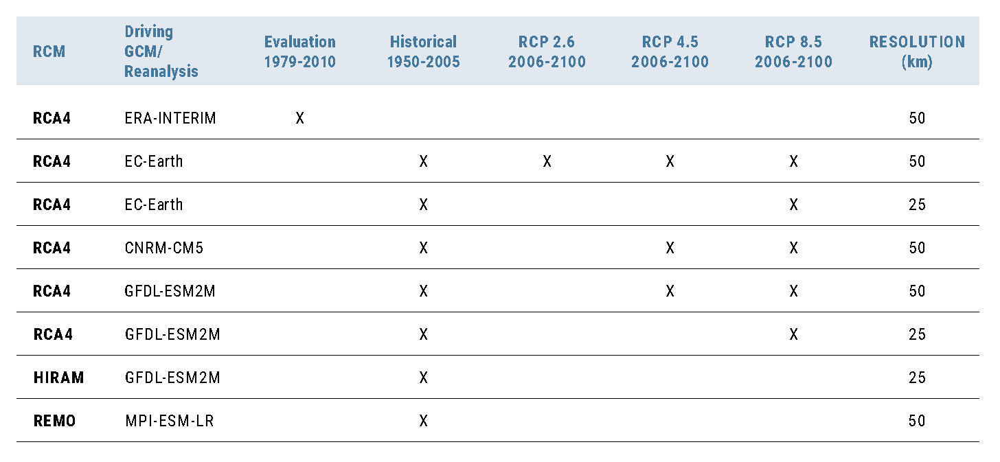 RCM Driving GCM/ Reanalysis Evaluation 1979-2010 Historical 1950-2005 RCP 2.6 2006-2100 RCP 4.5 2006-2100 RCP 8.5 2006-2100 RESOLUTION (km)
RCA4 ERA-INTERIM X 50
RCA4 EC-Earth X X X X 50
RCA4 EC-Earth X X 25
RCA4 CNRM-CM5 X X X 50
RCA4 GFDL-ESM2M X X X 50
RCA4 GFDL-ESM2M X X 25
HIRAM GFDL-ESM2M X 25
REMO MPI-ESM-LR X 50